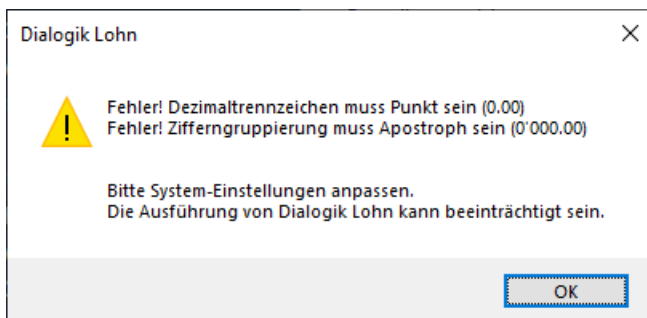 Dialogik Lohn
Fehler! Dezimaltrennzeichen muss Punkt sein (0.00)
Fehler! Zifferngruppierung muss Apostroph sein (0'000.00)
Bitte System-Einstellungen anpassen.
Die Ausführung von Dialogik Lohn kann beeinträchtigt sein.
OK